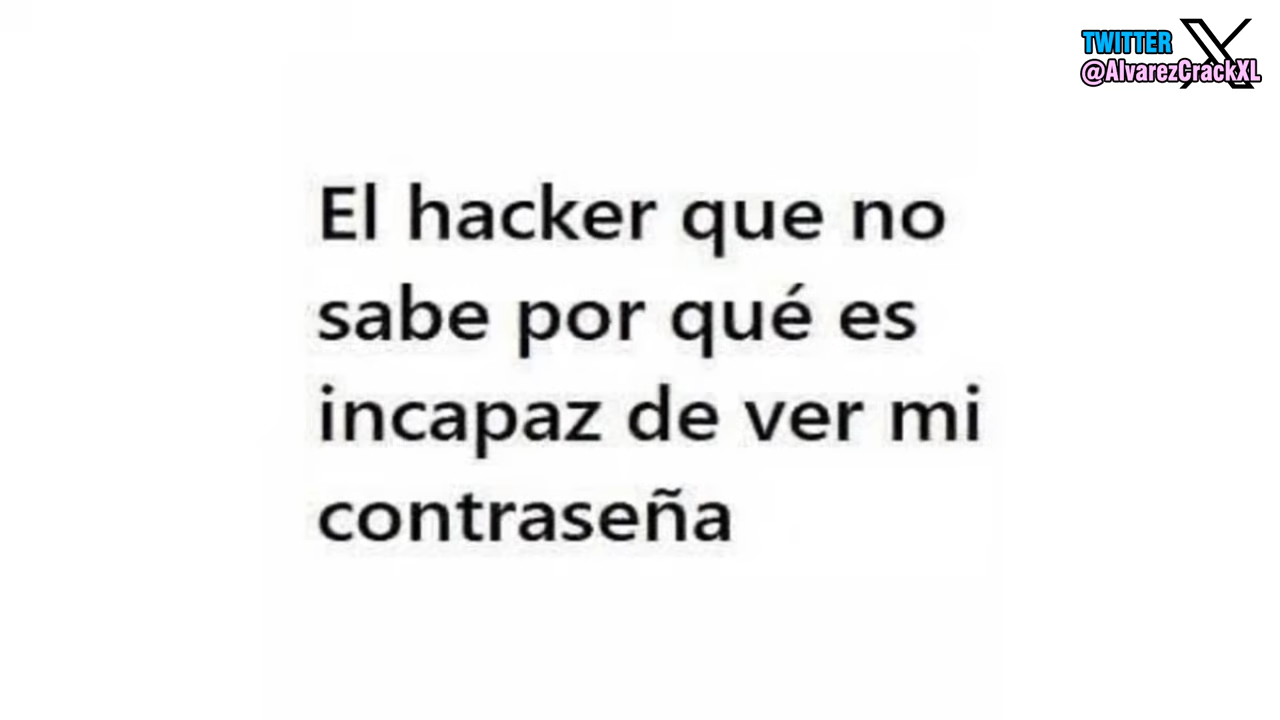 TWITTER
@AlvarezCrackXL
El hacker que no
sabe por qué es
incapaz de ver mi
contraseña